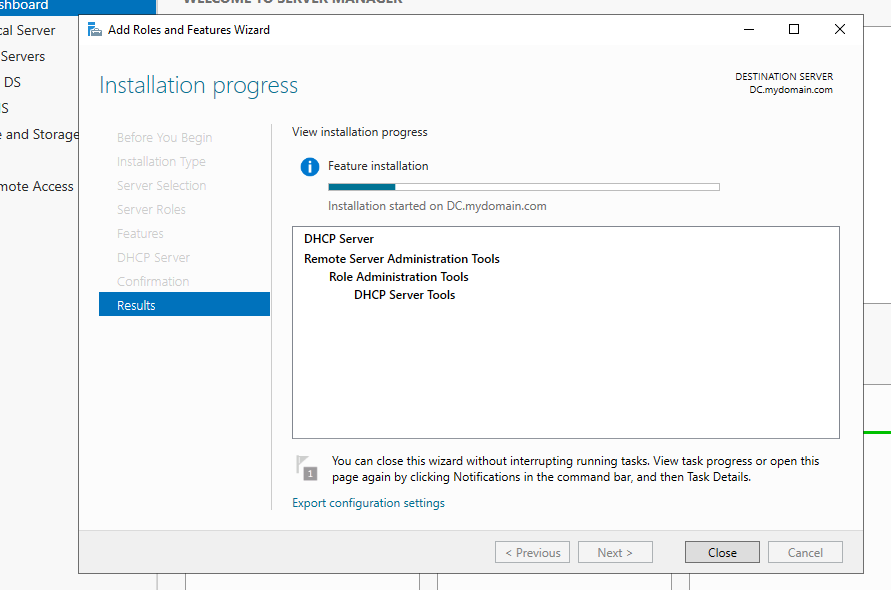 shboard
WELCOME TO SERVER MANAGER
Add Roles and Features Wizard
cal Server
Servers
DS
S
e and Storage
mote Access
Installation progress
DESTINATION SERVER
DC.mydomain.com
Before You Begin
Installation Type
Server Selection
Server Roles
Features
DHCP Server
Confirmation
Results
View installation progress
Feature installation
Installation started on DC.mydomain.com
DHCP Server
Remote Server Administration Tools
Role Administration Tools
DHCP Server Tools
1
You can close this wizard without interrupting running tasks. View task progress or open this
page again by clicking Notifications in the command bar, and then Task Details.
Export configuration settings
< Previous
Next >
Close
Cancel